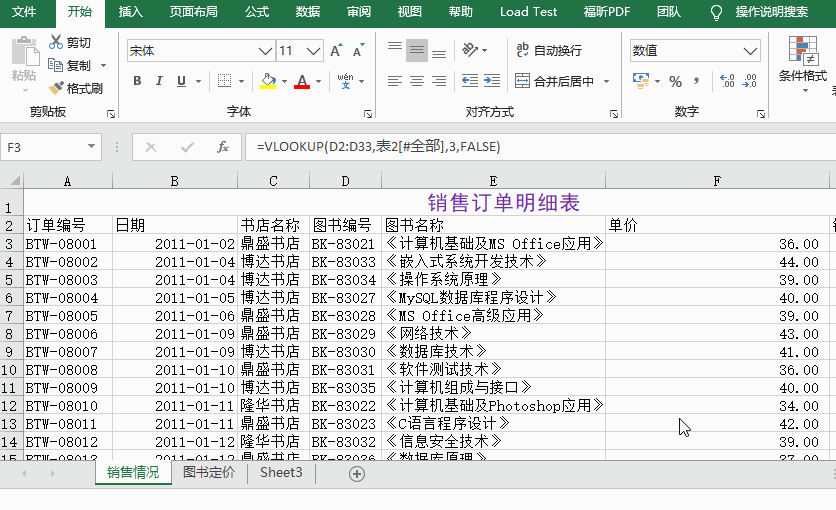 文件 开始 插入 页面布局 公式 数据 审阅 视图 帮助 Load Test 福昕PDF 团队 操作说明搜索
粘贴 剪切 复制 格式刷 剪贴板
宋体 11 A A B I U A wén 文 字体
ab 自动换行 合并后居中 对齐方式
数值 % , .00 .0 数字
条件格式
F3 fx =VLOOKUP(D2:D33,表2[#全部],3,FALSE)
A B C D E F
1 销售订单明细表
2 订单编号 日期 书店名称 图书编号 图书名称 单价
3 BTW-08001 2011-01-02 鼎盛书店 BK-83021 《计算机基础及MS Office应用》 36.00
4 BTW-08002 2011-01-04 博达书店 BK-83033 《嵌入式系统开发技术》 44.00
5 BTW-08003 2011-01-04 博达书店 BK-83034 《操作系统原理》 39.00
6 BTW-08004 2011-01-05 博达书店 BK-83027 《MySQL数据库程序设计》 40.00
7 BTW-08005 2011-01-06 鼎盛书店 BK-83028 《MS Office高级应用》 39.00
8 BTW-08006 2011-01-09 鼎盛书店 BK-83029 《网络技术》 43.00
9 BTW-08007 2011-01-09 博达书店 BK-83030 《数据库技术》 41.00
10 BTW-08008 2011-01-10 鼎盛书店 BK-83031 《软件测试技术》 36.00
11 BTW-08009 2011-01-10 博达书店 BK-83035 《计算机组成与接口》 40.00
12 BTW-08010 2011-01-11 隆华书店 BK-83022 《计算机基础及Photoshop应用》 34.00
13 BTW-08011 2011-01-11 鼎盛书店 BK-83023 《C语言程序设计》 42.00
14 BTW-08012 2011-01-12 隆华书店 BK-83032 《信息安全技术》 39.00
15 BTW-08013 2011-01-12 鼎盛书店 BK-83036 《数据库原理》 37.00
销售情况 图书定价 Sheet3